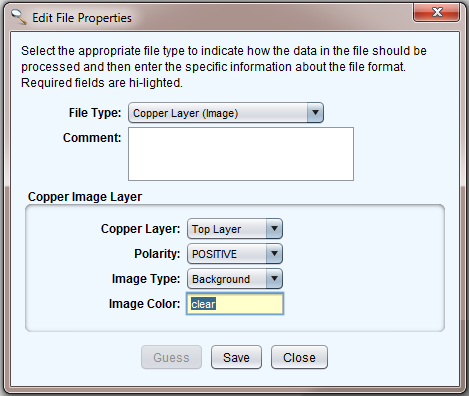 Edit File Properties
Select the appropriate file type to indicate how the data in the file should be
processed and then enter the specific information about the file format.
Required fields are hi-lighted.
File Type: Copper Layer (Image)
Comment:
Copper Image Layer
Copper Layer: Top Layer
Polarity: POSITIVE
Image Type: Background
Image Color: clear
Guess Save Close